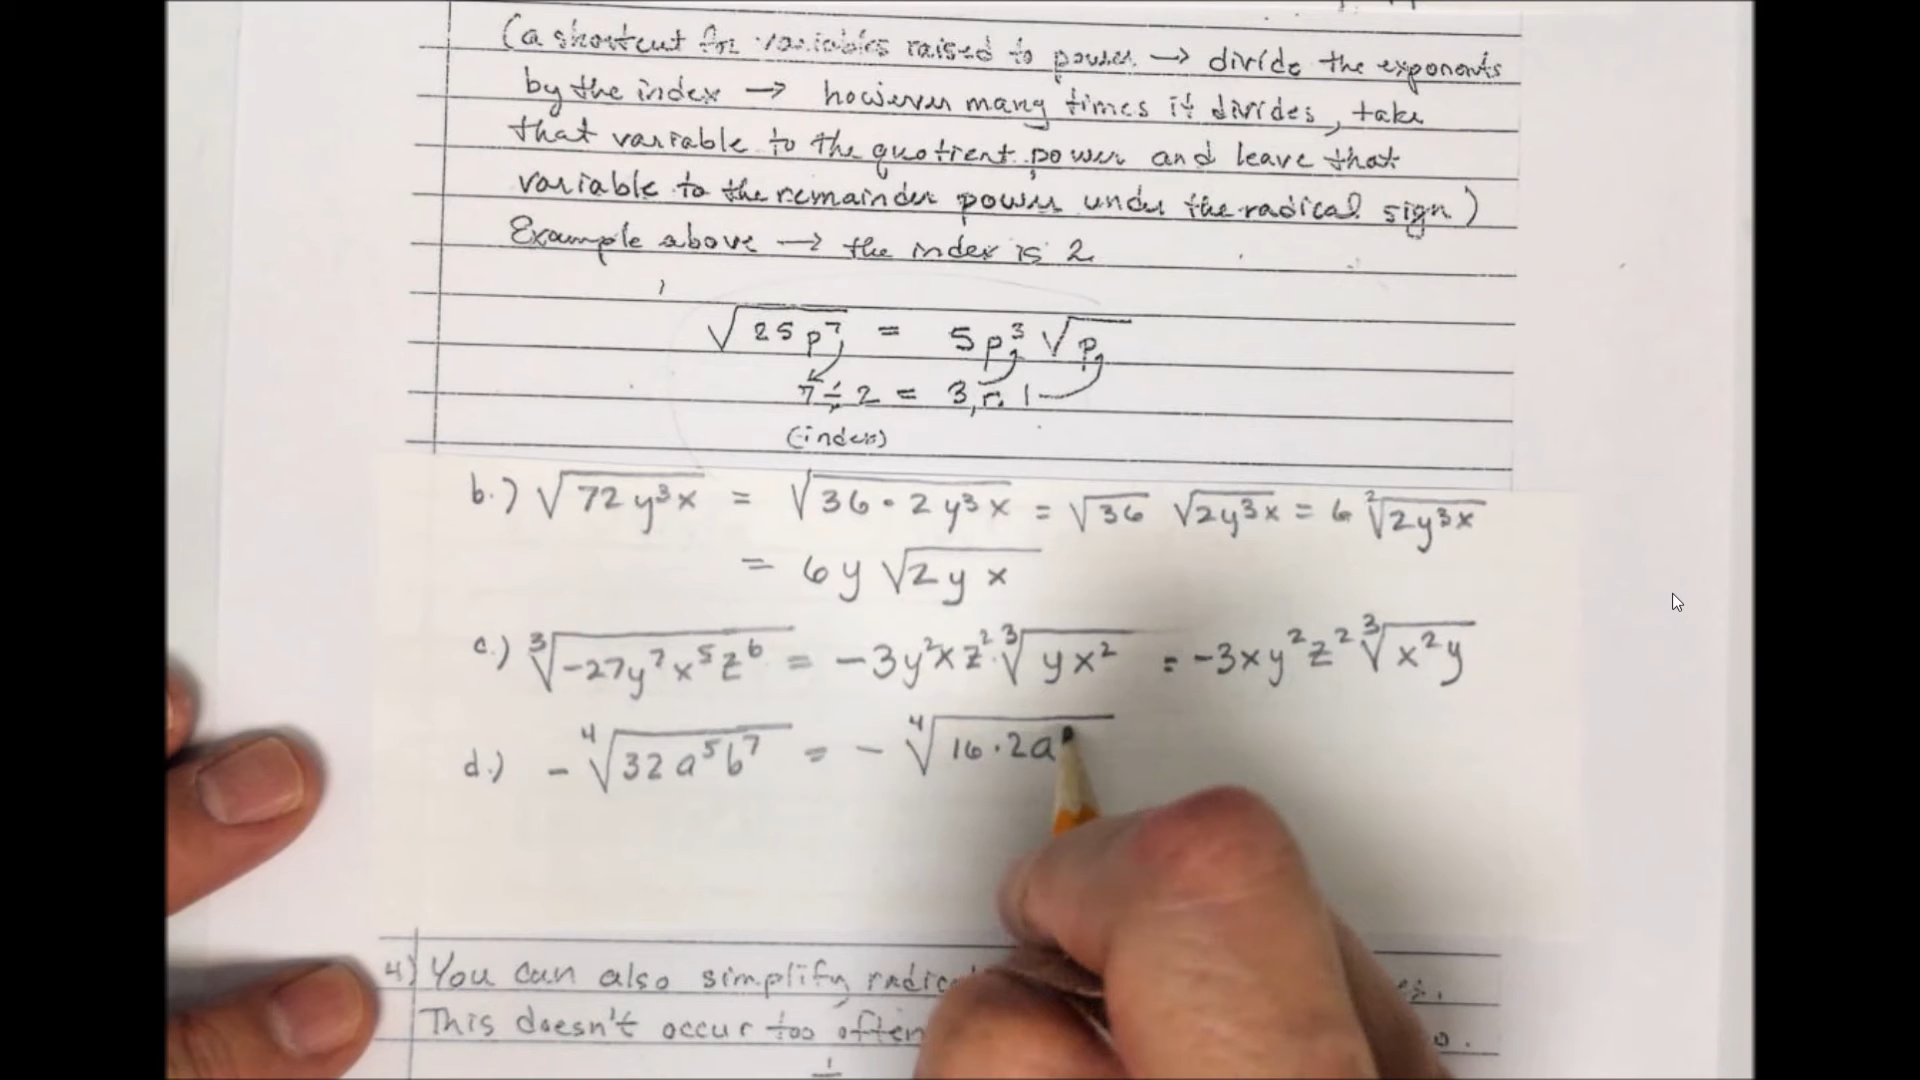 (a shortcut for variables raised to power → divide the exponents
by the index → however many times it divides, take
that variable to the quotient power and leave that
variable to the remainder power under the radical sign)
Example above → the index is 2
√25p⁷ = 5p³ √p
7 ÷ 2 = 3, r. 1
(index)
b.) √72y³x = √36·2y³x = √36 √2y³x = 6 ²√2y³x
= 6y √2yx
c.) ³√-27y⁷x⁵z⁶ = -3y²xz²·³√yx² = -3xy²z² ³√x²y
d.) - ⁴√32a⁵b⁷ = - ⁴√16·2a
4) You can also simplify
This doesn't occur too often